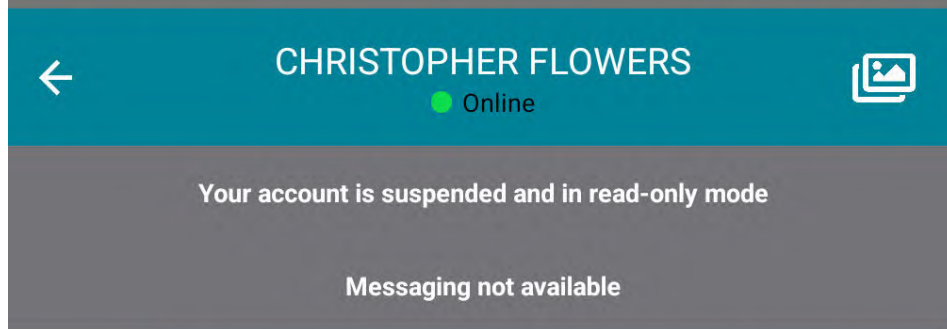 CHRISTOPHER FLOWERS
Online
Your account is suspended and in read-only mode
Messaging not available